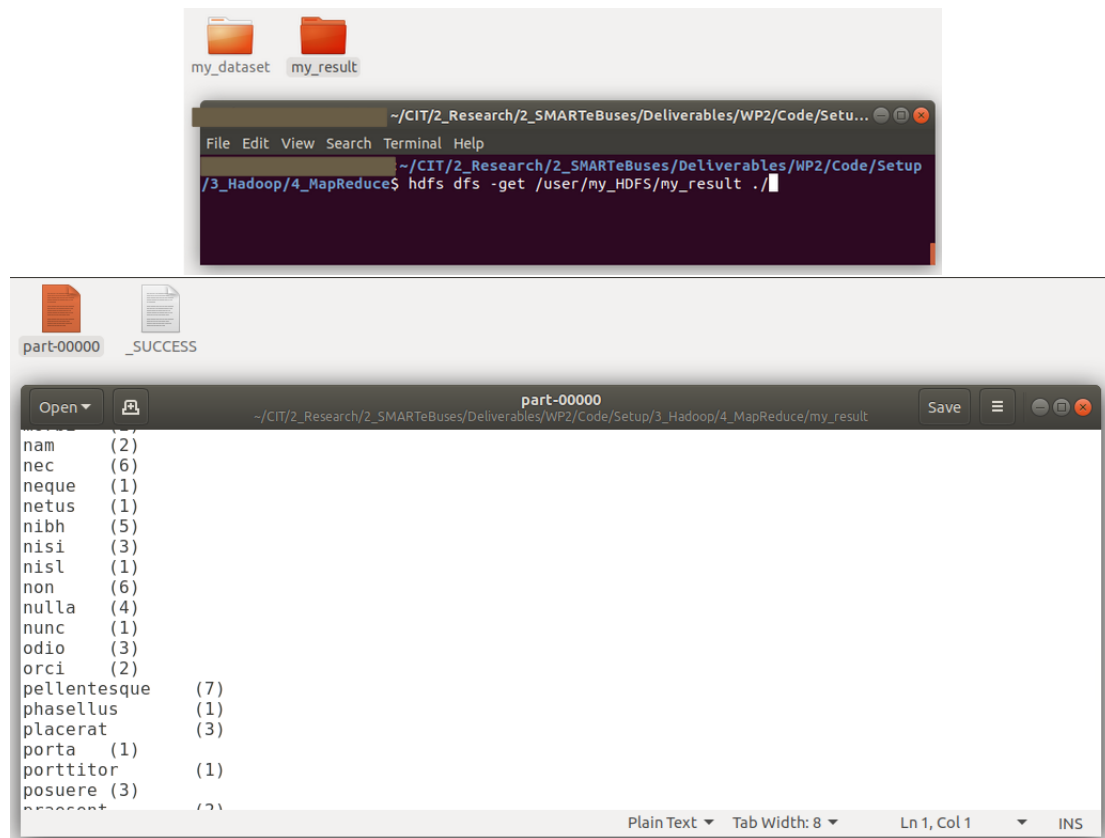 my_dataset my_result
~/CIT/2_Research/2_SMARTeBuses/Deliverables/WP2/Code/Setu...
File Edit View Search Terminal Help
:~/CIT/2_Research/2_SMARTeBuses/Deliverables/WP2/Code/Setup
/3_Hadoop/4_MapReduce$ hdfs dfs -get /user/my_HDFS/my_result ./
part-00000 _SUCCESS
Open part-00000 Save
~/CIT/2_Research/2_SMARTeBuses/Deliverables/WP2/Code/Setup/3_Hadoop/4_MapReduce/my_result
nam (2)
nec (6)
neque (1)
netus (1)
nibh (5)
nisi (3)
nisl (1)
non (6)
nulla (4)
nunc (1)
odio (3)
orci (2)
pellentesque (7)
phasellus (1)
placerat (3)
porta (1)
porttitor (1)
posuere (3)
Plain Text Tab Width: 8 Ln 1, Col 1 INS